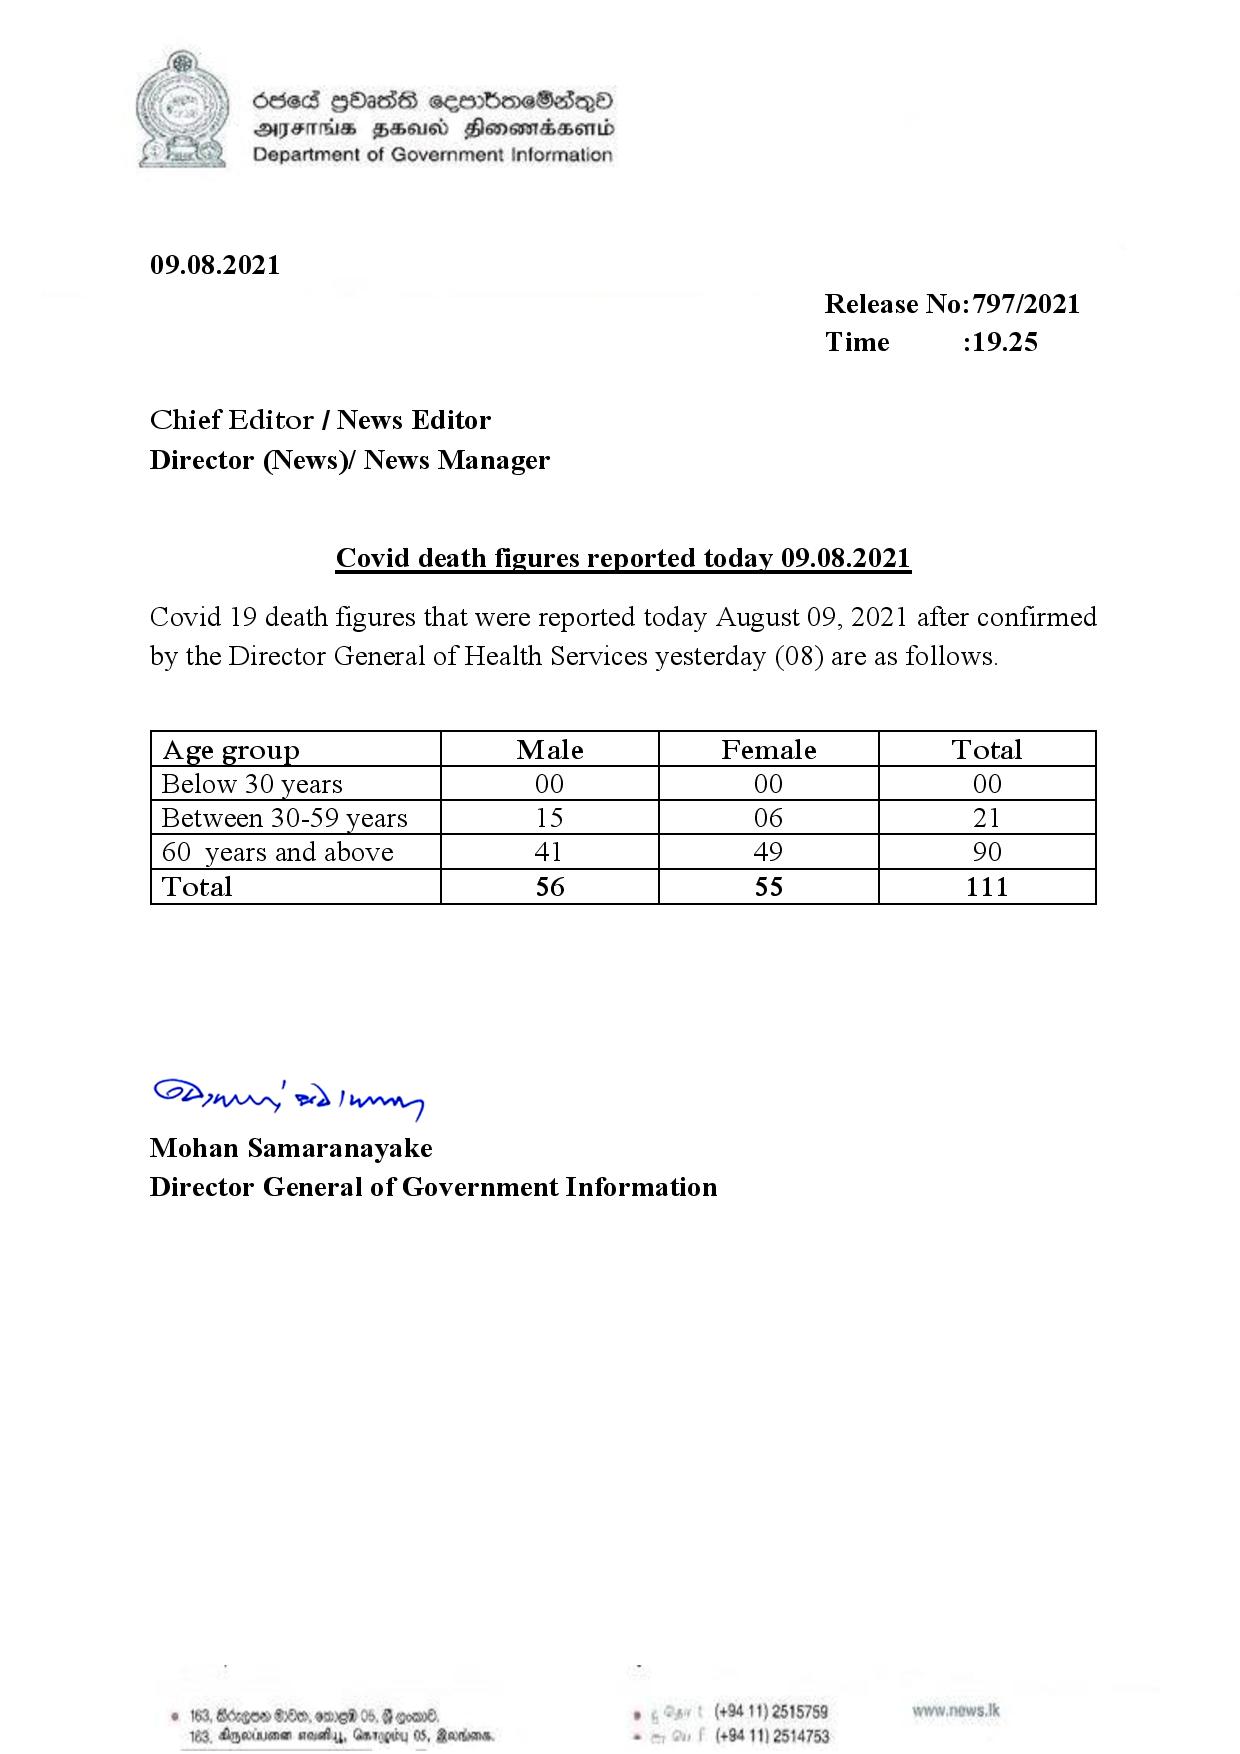 රජයේ ප්‍රවෘත්ති දෙපාර්තමේන්තුව
அரசாங்க தகவல் திணைக்களம்
Department of Government Information
09.08.2021
Release No:797/2021
Time :19.25
Chief Editor / News Editor
Director (News)/ News Manager
Covid death figures reported today 09.08.2021
Covid 19 death figures that were reported today August 09, 2021 after confirmed
by the Director General of Health Services yesterday (08) are as follows.
Age group Male Female Total
Below 30 years 00 00 00
Between 30-59 years 15 06 21
60 years and above 41 49 90
Total 56 55 111
Mohan Samaranayake
Director General of Government Information
163, කිරුලපන මාවත, කොළඹ 05, ශ්‍රී ලංකාව.
163, கிருலப்பனை எவனியூ, கொழும்பு 05, இலங்கை.
(+94 11) 2515759
(+94 11) 2514753
www.news.lk